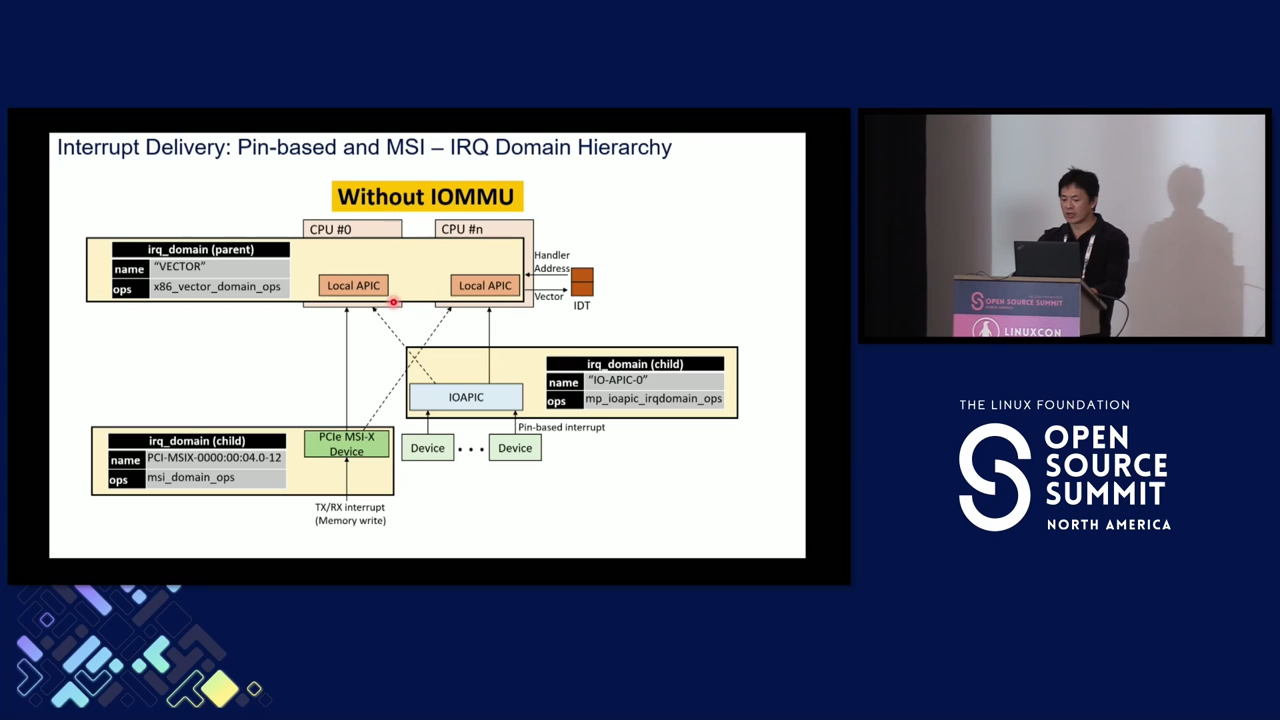 Interrupt Delivery: Pin-based and MSI – IRQ Domain Hierarchy
Without IOMMU
CPU #0
CPU #n
irq_domain (parent)
name "VECTOR"
ops x86_vector_domain_ops
Local APIC
Local APIC
Handler
Address
Vector
IDT
irq_domain (child)
name "IO-APIC-0"
ops mp_ioapic_irqdomain_ops
IOAPIC
Pin-based interrupt
Device
Device
irq_domain (child)
name PCI-MSIX-0000:00:04.0-12
ops msi_domain_ops
PCIe MSI-X
Device
TX/RX interrupt
(Memory write)
OPEN SOURCE SUMMIT
LINUXCON
THE LINUX FOUNDATION
OPEN
SOURCE
SUMMIT
NORTH AMERICA